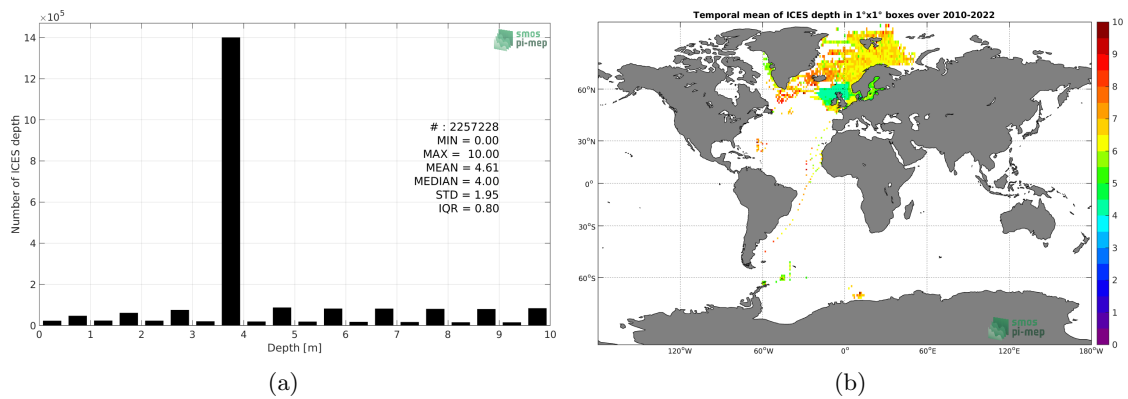 ×10⁵
14
12
10
8
6
4
2
0
Number of ICES depth
smos
pi-mep
# : 2257228
MIN = 0.00
MAX = 10.00
MEAN = 4.61
MEDIAN = 4.00
STD = 1.95
IQR = 0.80
0 1 2 3 4 5 6 7 8 9 10
Depth [m]
(a)
Temporal mean of ICES depth in 1°x1° boxes over 2010-2022
60°N
30°N
0°
30°S
60°S
120°W 60°W 0° 60°E 120°E 180°W
smos
pi-mep
10
9
8
7
6
5
4
3
2
1
0
(b)